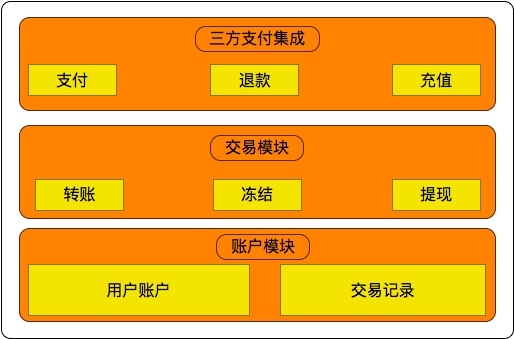 三方支付集成
支付
退款
充值
交易模块
转账
冻结
提现
账户模块
用户账户
交易记录